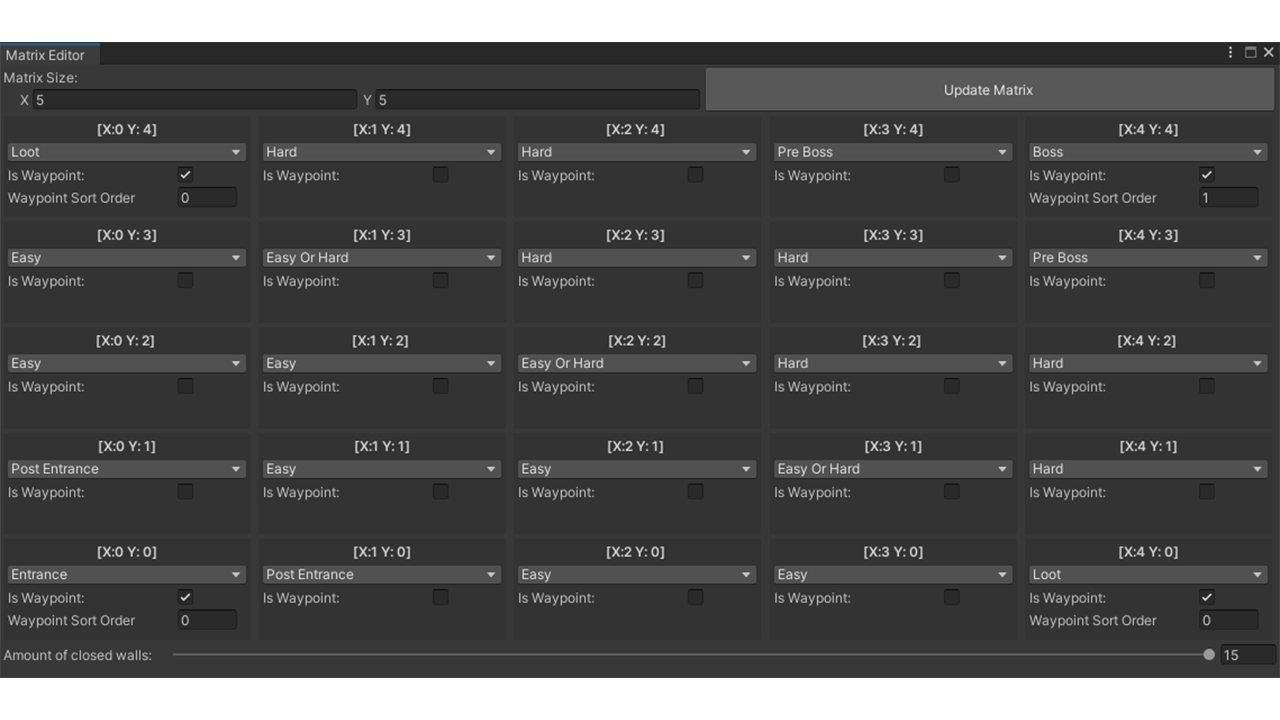 Matrix Editor
Matrix Size:
X 5 Y 5 Update Matrix
[X:0 Y: 4] [X:1 Y: 4] [X:2 Y: 4] [X:3 Y: 4] [X:4 Y: 4]
Loot Hard Hard Pre Boss Boss
Is Waypoint: Is Waypoint: Is Waypoint: Is Waypoint: Is Waypoint:
Waypoint Sort Order 0 Waypoint Sort Order 1
[X:0 Y: 3] [X:1 Y: 3] [X:2 Y: 3] [X:3 Y: 3] [X:4 Y: 3]
Easy Easy Or Hard Hard Hard Pre Boss
Is Waypoint: Is Waypoint: Is Waypoint: Is Waypoint: Is Waypoint:
[X:0 Y: 2] [X:1 Y: 2] [X:2 Y: 2] [X:3 Y: 2] [X:4 Y: 2]
Easy Easy Easy Or Hard Hard Hard
Is Waypoint: Is Waypoint: Is Waypoint: Is Waypoint: Is Waypoint:
[X:0 Y: 1] [X:1 Y: 1] [X:2 Y: 1] [X:3 Y: 1] [X:4 Y: 1]
Post Entrance Easy Easy Easy Or Hard Hard
Is Waypoint: Is Waypoint: Is Waypoint: Is Waypoint: Is Waypoint:
[X:0 Y: 0] [X:1 Y: 0] [X:2 Y: 0] [X:3 Y: 0] [X:4 Y: 0]
Entrance Post Entrance Easy Easy Loot
Is Waypoint: Is Waypoint: Is Waypoint: Is Waypoint: Is Waypoint:
Waypoint Sort Order 0 Waypoint Sort Order 0
Amount of closed walls: 15